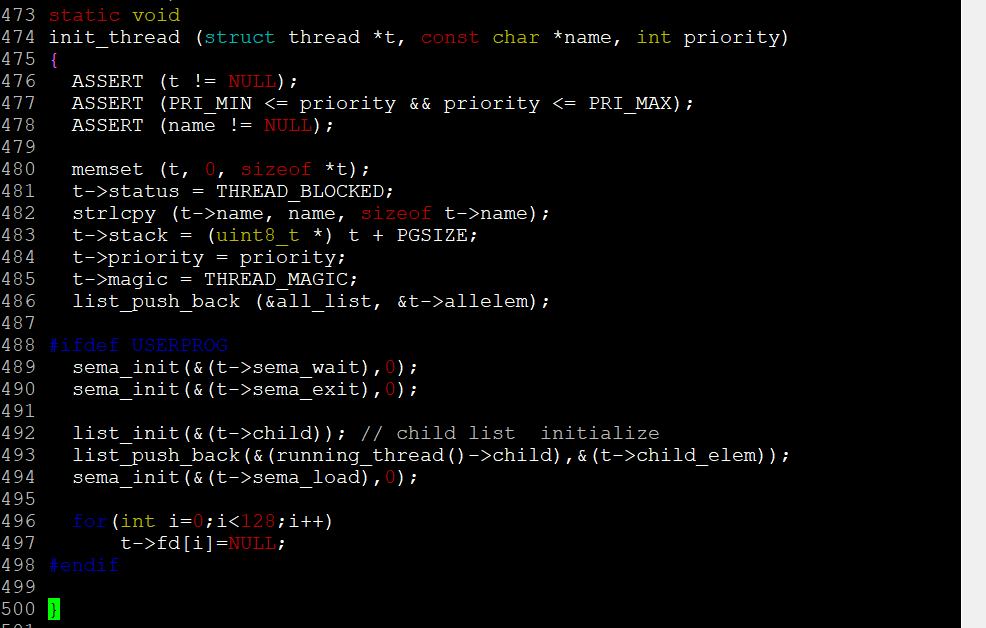 473 static void
474 init_thread (struct thread *t, const char *name, int priority)
475 {
476   ASSERT (t != NULL);
477   ASSERT (PRI_MIN <= priority && priority <= PRI_MAX);
478   ASSERT (name != NULL);
479
480   memset (t, 0, sizeof *t);
481   t->status = THREAD_BLOCKED;
482   strlcpy (t->name, name, sizeof t->name);
483   t->stack = (uint8_t *) t + PGSIZE;
484   t->priority = priority;
485   t->magic = THREAD_MAGIC;
486   list_push_back (&all_list, &t->allelem);
487
488 #ifdef USERPROG
489   sema_init(&(t->sema_wait),0);
490   sema_init(&(t->sema_exit),0);
491
492   list_init(&(t->child)); // child list  initialize
493   list_push_back(&(running_thread()->child),&(t->child_elem));
494   sema_init(&(t->sema_load),0);
495
496   for(int i=0;i<128;i++)
497       t->fd[i]=NULL;
498 #endif
499
500 }